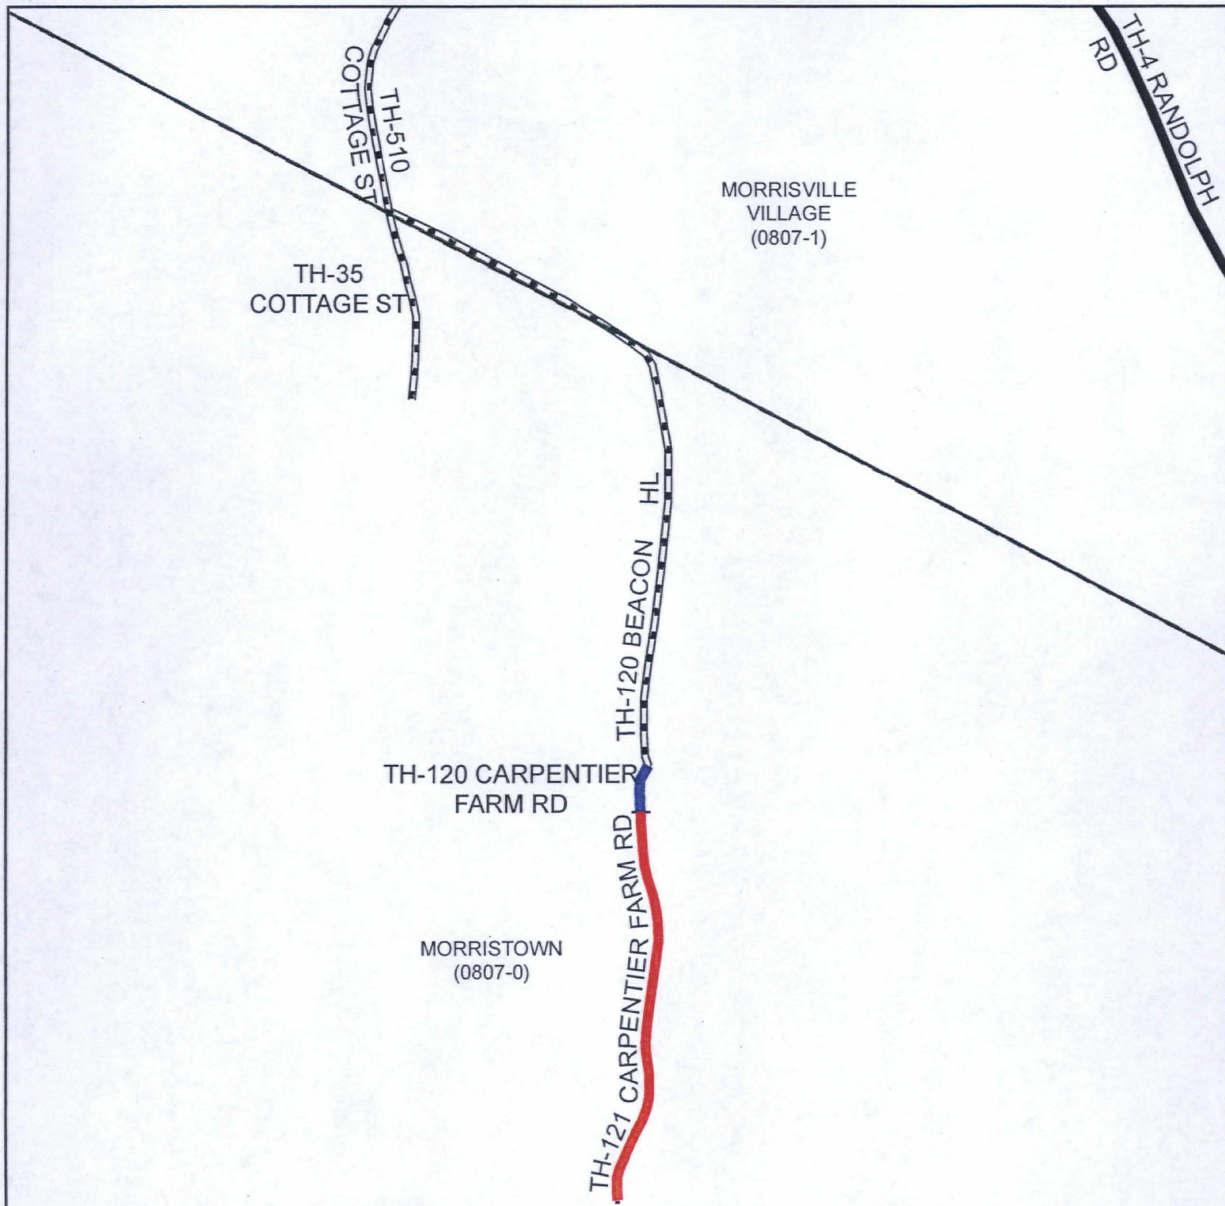 COTTAGE ST
TH-510
TH-4 RANDOLPH
RD
MORRISVILLE
VILLAGE
(0807-1)
TH-35
COTTAGE ST
TH-120 BEACON HL
TH-120 CARPENTIER
FARM RD
MORRISTOWN
(0807-0)
TH-121 CARPENTIER FARM RD